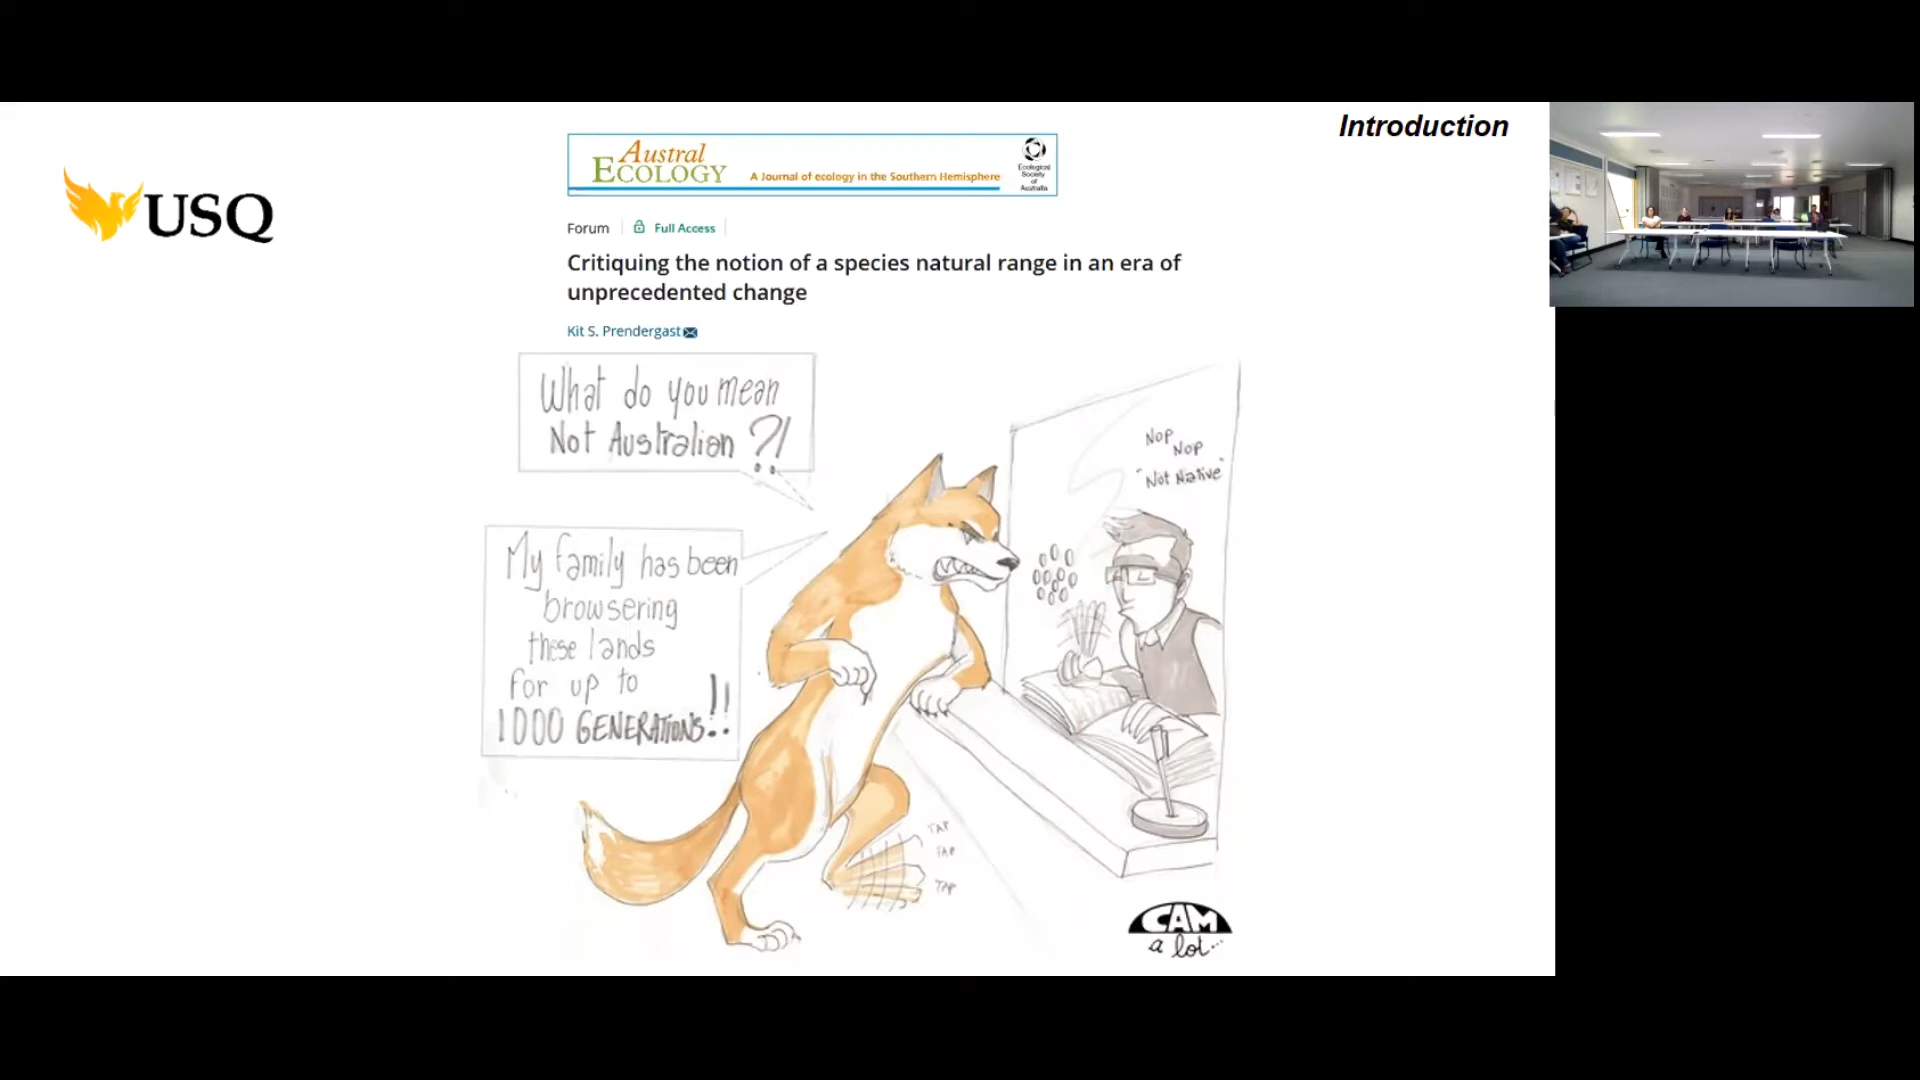 Introduction
USQ
Austral
ECOLOGY
A Journal of ecology in the Southern Hemisphere
Ecological
Society
of
Australia
Forum
Full Access
Critiquing the notion of a species natural range in an era of
unprecedented change
Kit S. Prendergast
What do you mean
Not Australian ?!
My family has been
browsering
these lands
for up to
1000 GENERATIONS!!
NOP
NOP
"Not Native"
TAP
TAP
TAP
CAM
a lot...